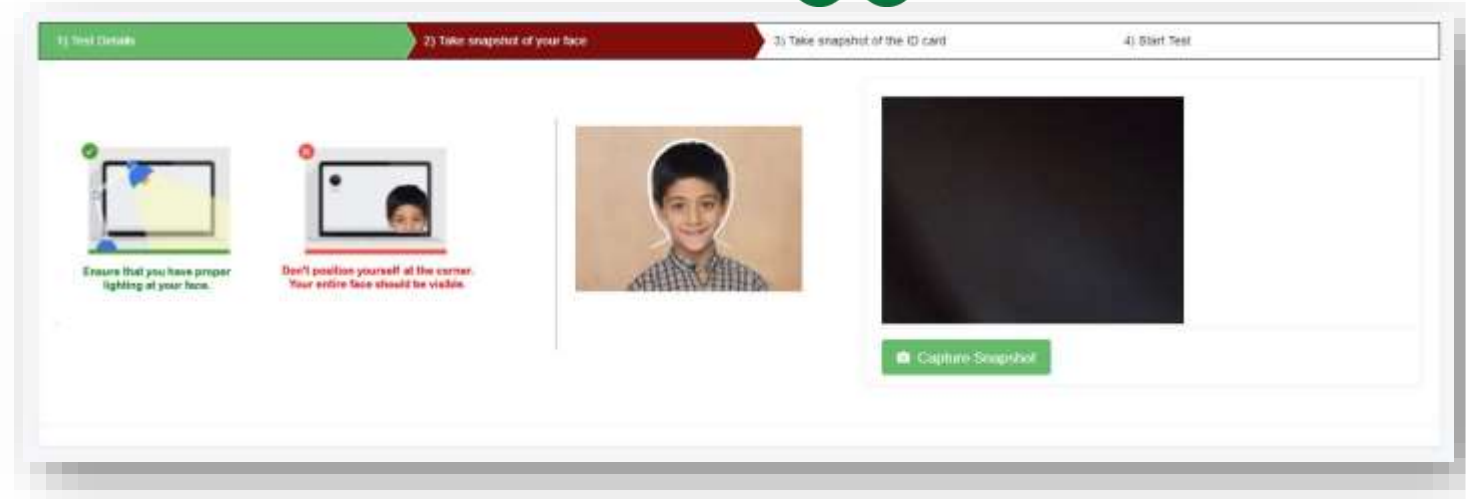 1) Test Details
2) Take snapshot of your face
3) Take snapshot of the ID card
4) Start Test
Ensure that you have proper
lighting at your face.
Don't position yourself at the corner.
Your entire face should be visible.
Capture Snapshot